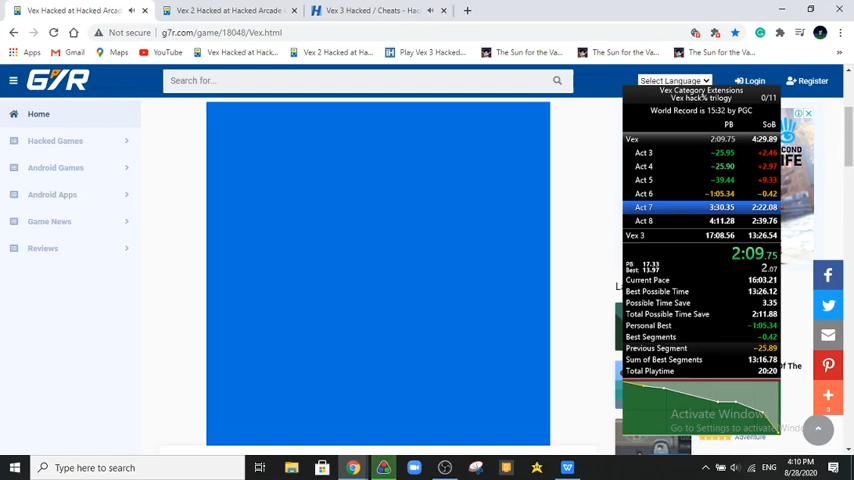 Vex Hacked at Hacked Arcad
Vex 2 Hacked at Hacked Arcade
Vex 3 Hacked / Cheats - Hac
Not secure
g7r.com/game/18048/Vex.html
Apps
Gmail
Maps
YouTube
Vex Hacked at Hack...
Vex 2 Hacked at Ha...
Play Vex 3 Hacked...
The Sun for the Va...
The Sun for the Va...
The Sun for the Va...
G7R
Search for...
Select Language
Login
Register
Home
Hacked Games
Android Games
Android Apps
Game News
Reviews
Vex Category Extensions
Vex hack% trilogy 0/11
World Record is 15:32 by PGC
PB SoB
Vex 2:09.75 4:29.89
Act 3 −25.95 +2.46
Act 4 −25.90 +2.97
Act 5 −39.44 +9.33
Act 6 −1:05.34 −0.42
Act 7 3:30.35 2:22.08
Act 8 4:11.28 2:39.76
Vex 3 17:08.56 13:26.54
2:09.75
PB: 17.33
Best: 13.97
2.07
Current Pace 16:03.21
Best Possible Time 13:26.12
Possible Time Save 3.35
Total Possible Time Save 2:11.88
Personal Best −1:05.34
Best Segments −0.42
Previous Segment −25.89
Sum of Best Segments 13:16.78
Total Playtime 20:20
SECOND
LIFE
of The
Adventure
3
Activate Windows
Go to Settings to activate Windo
Type here to search
ENG
4:10 PM
8/28/2020